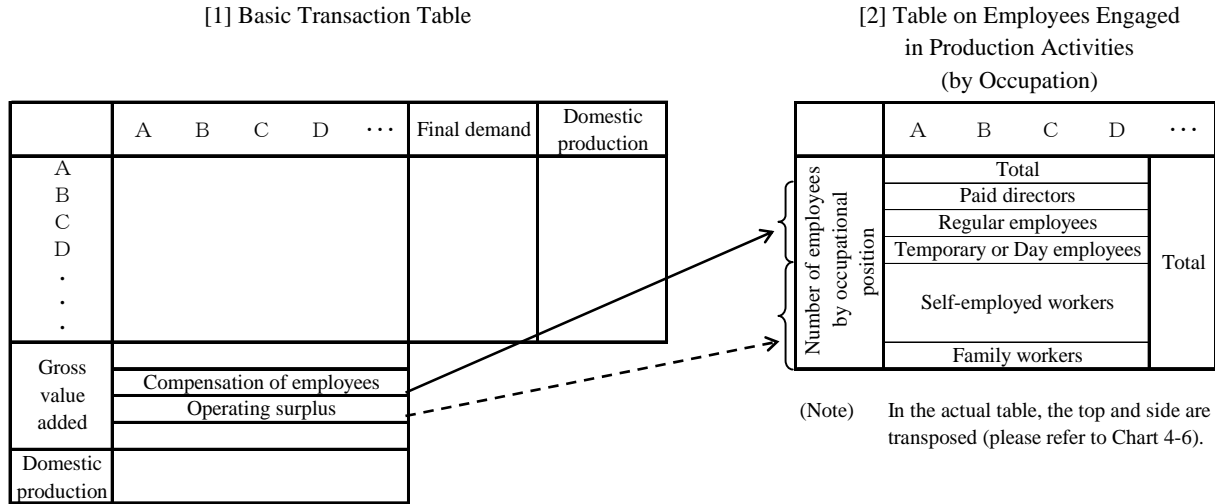 [1] Basic Transaction Table
[2] Table on Employees Engaged
in Production Activities
(by Occupation)
A B C D ···
Final demand
Domestic
production
A
B
C
D
·
·
·
Gross
value
added
Compensation of employees
Operating surplus
Domestic
production
A B C D ···
Number of employees
by occupational
position
Total
Paid directors
Regular employees
Temporary or Day employees
Self-employed workers
Family workers
Total
(Note) In the actual table, the top and side are
transposed (please refer to Chart 4-6).